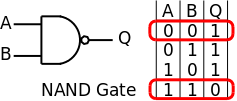 A
B
Q
NAND Gate
A B Q
0 0 1
0 1 1
1 0 1
1 1 0